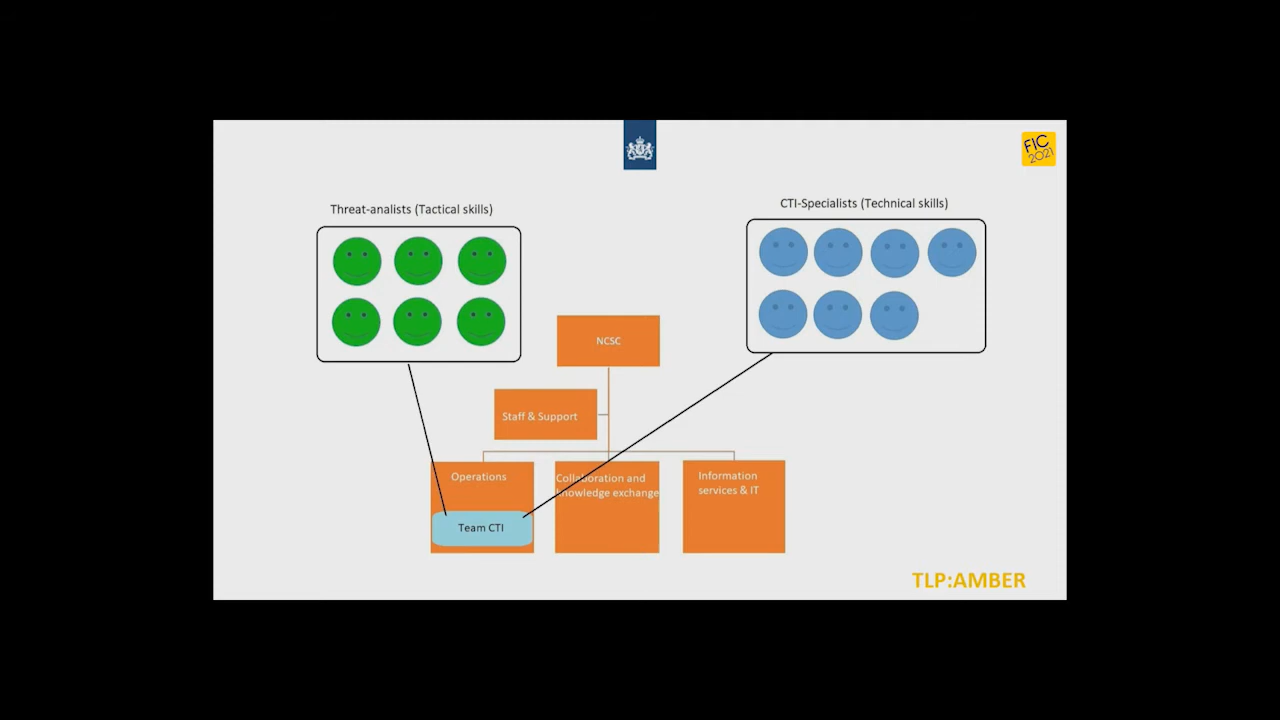 FIC
2021
Threat-analists (Tactical skills)
CTI-Specialists (Technical skills)
NCSC
Staff & Support
Operations
Collaboration and
knowledge exchange
Information
services & IT
Team CTI
TLP:AMBER